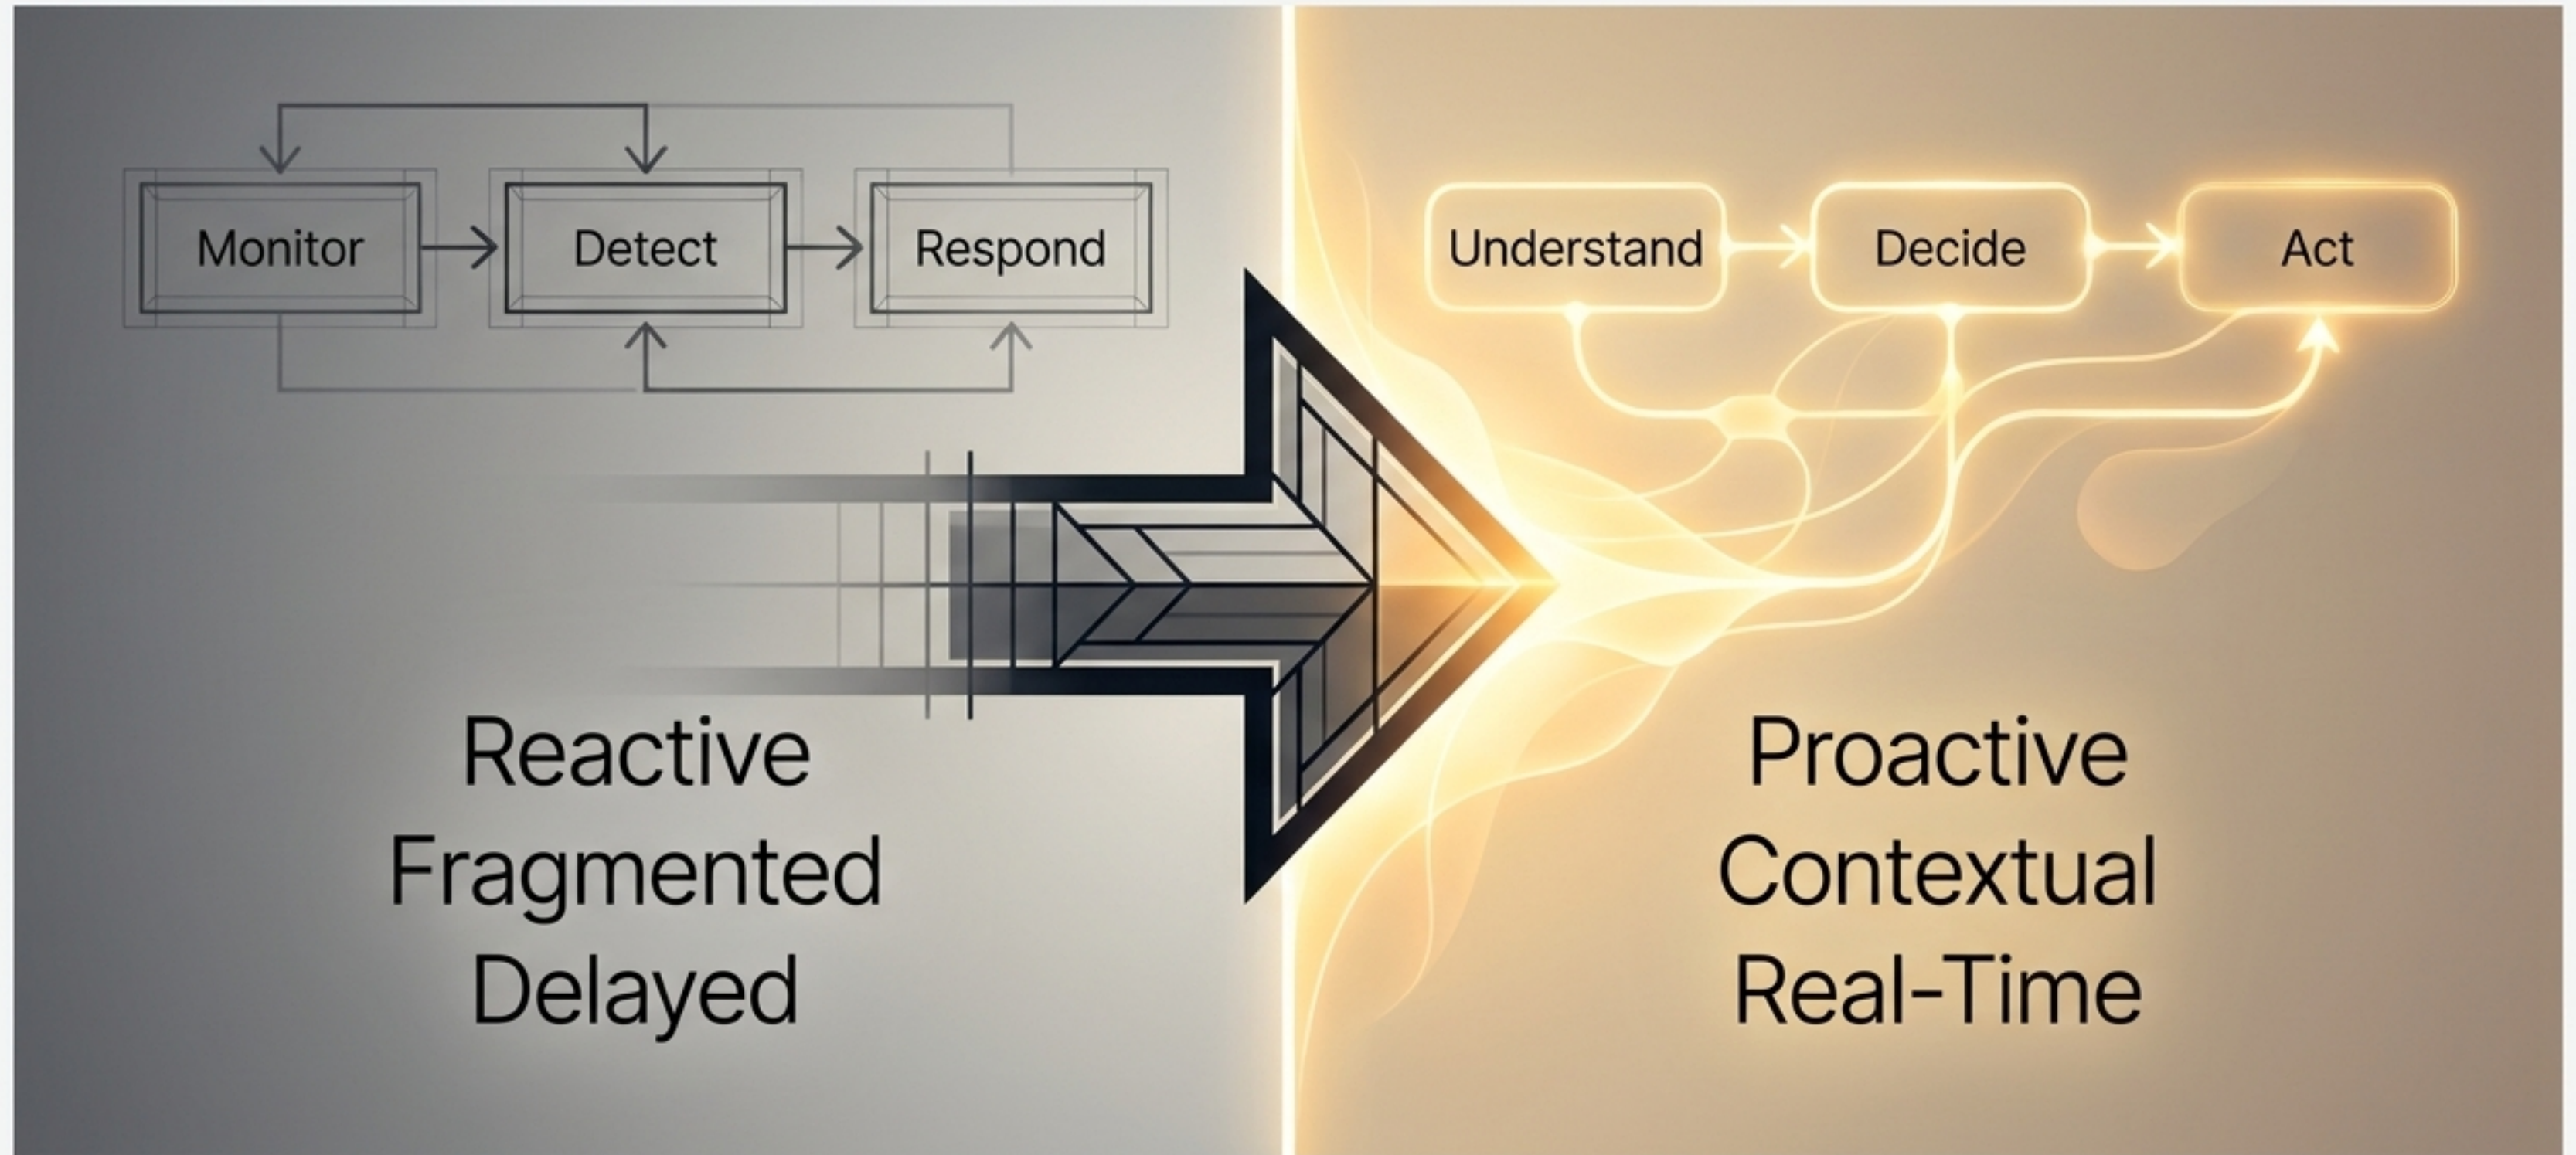 Monitor
Detect
Respond
Reactive
Fragmented
Delayed
Understand
Decide
Act
Proactive
Contextual
Real-Time